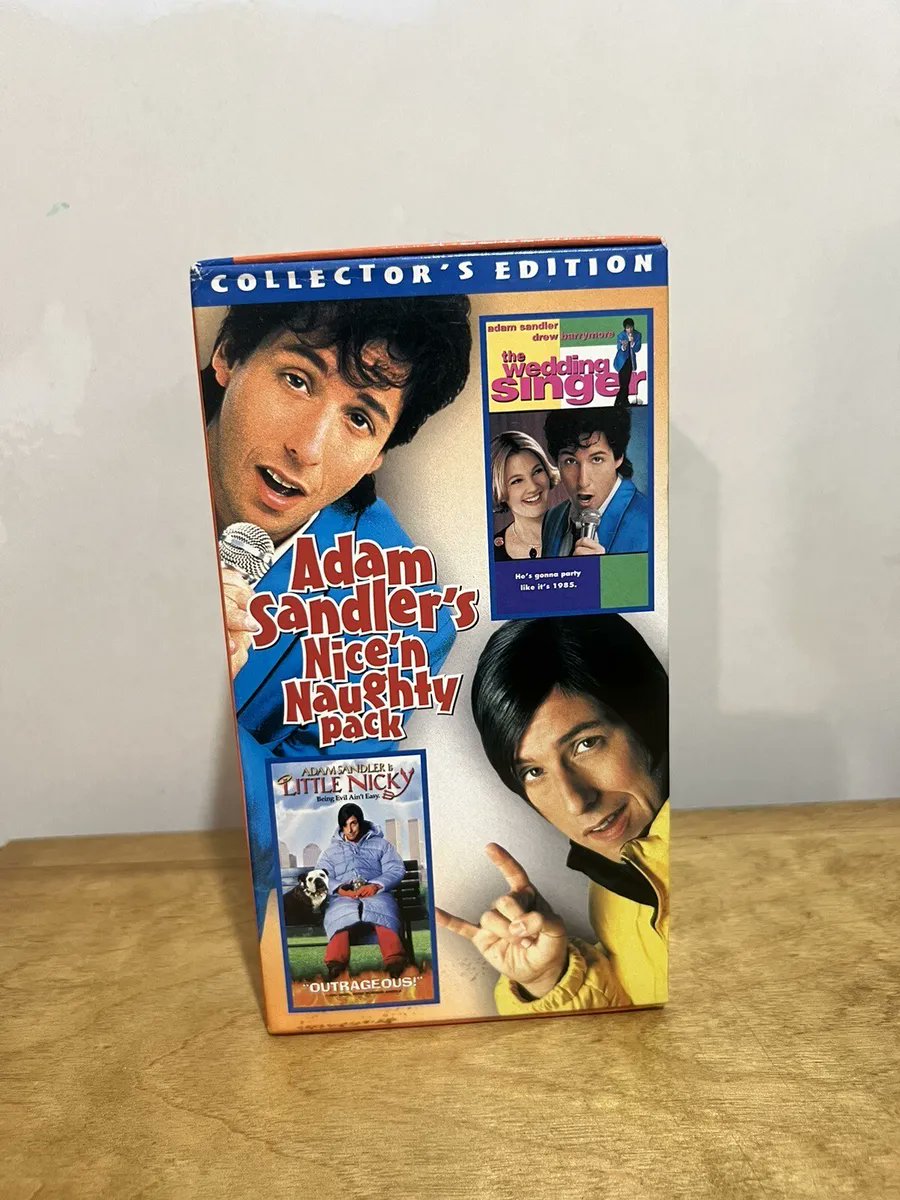 COLLECTOR'S EDITION
adam sandler
drew barrymore
the
wedding
singer
He's gonna party
like it's 1985.
Adam
Sandler's
Nice'n
Naughty
pack
ADAM SANDLER is
LITTLE NICKY
Being Evil Ain't Easy.
"OUTRAGEOUS!"